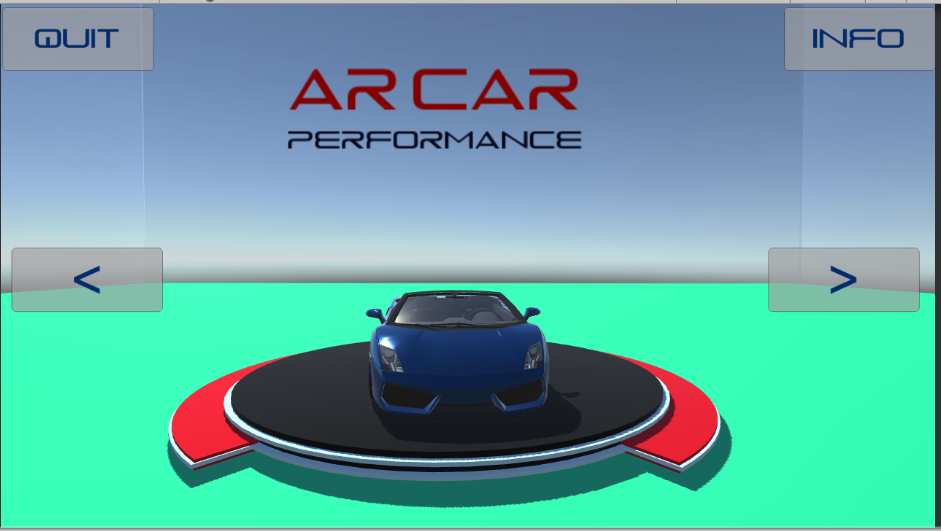 QUIT
INFO
AR CAR
PERFORMANCE
<
>